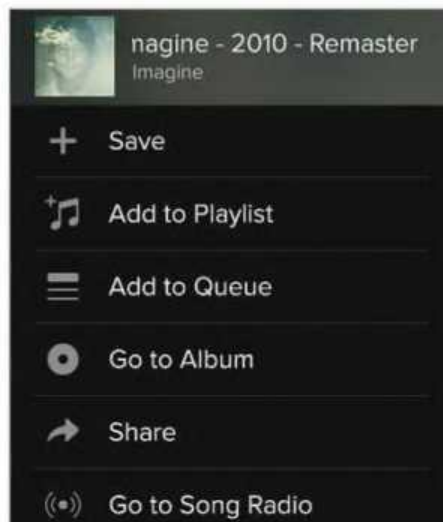 nagine - 2010 - Remaster
Imagine
Save
Add to Playlist
Add to Queue
Go to Album
Share
Go to Song Radio